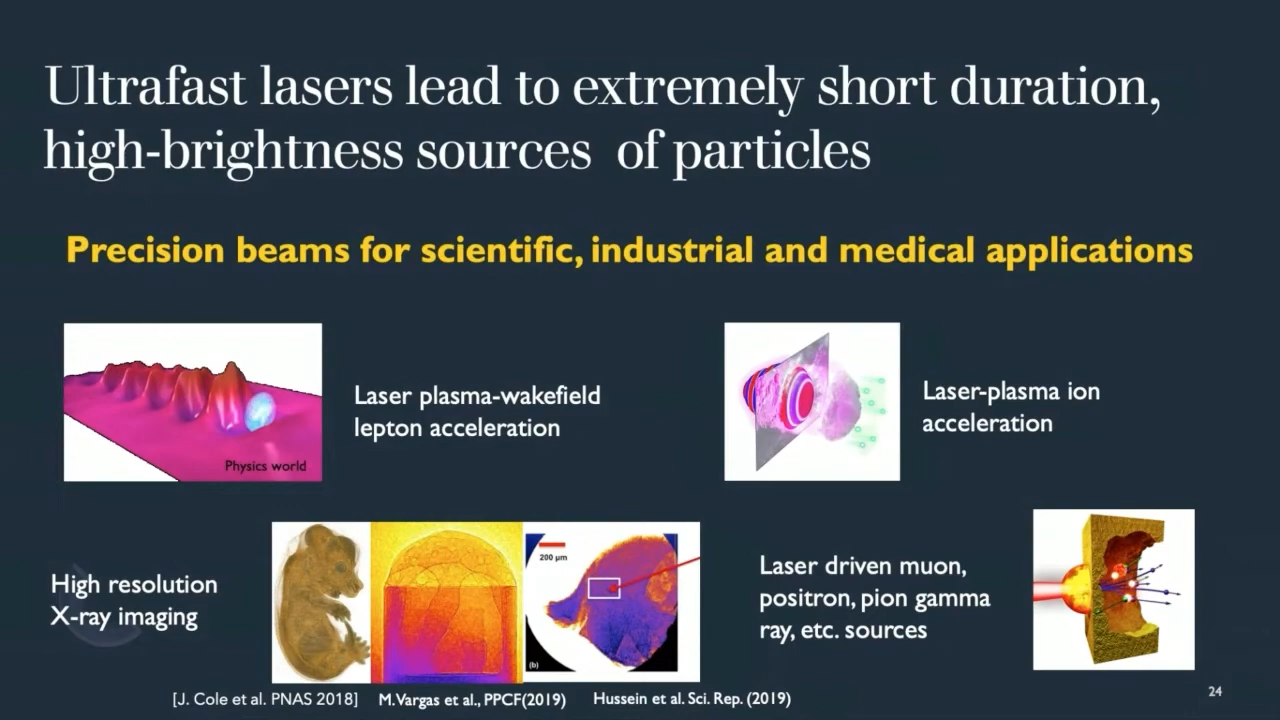 Ultrafast lasers lead to extremely short duration,
high-brightness sources of particles
Precision beams for scientific, industrial and medical applications
Physics world
Laser plasma-wakefield
lepton acceleration
Laser-plasma ion
acceleration
High resolution
X-ray imaging
200 µm
(b)
Laser driven muon,
positron, pion gamma
ray, etc. sources
[J. Cole et al. PNAS 2018] M. Vargas et al., PPCF(2019) Hussein et al. Sci. Rep. (2019)
24